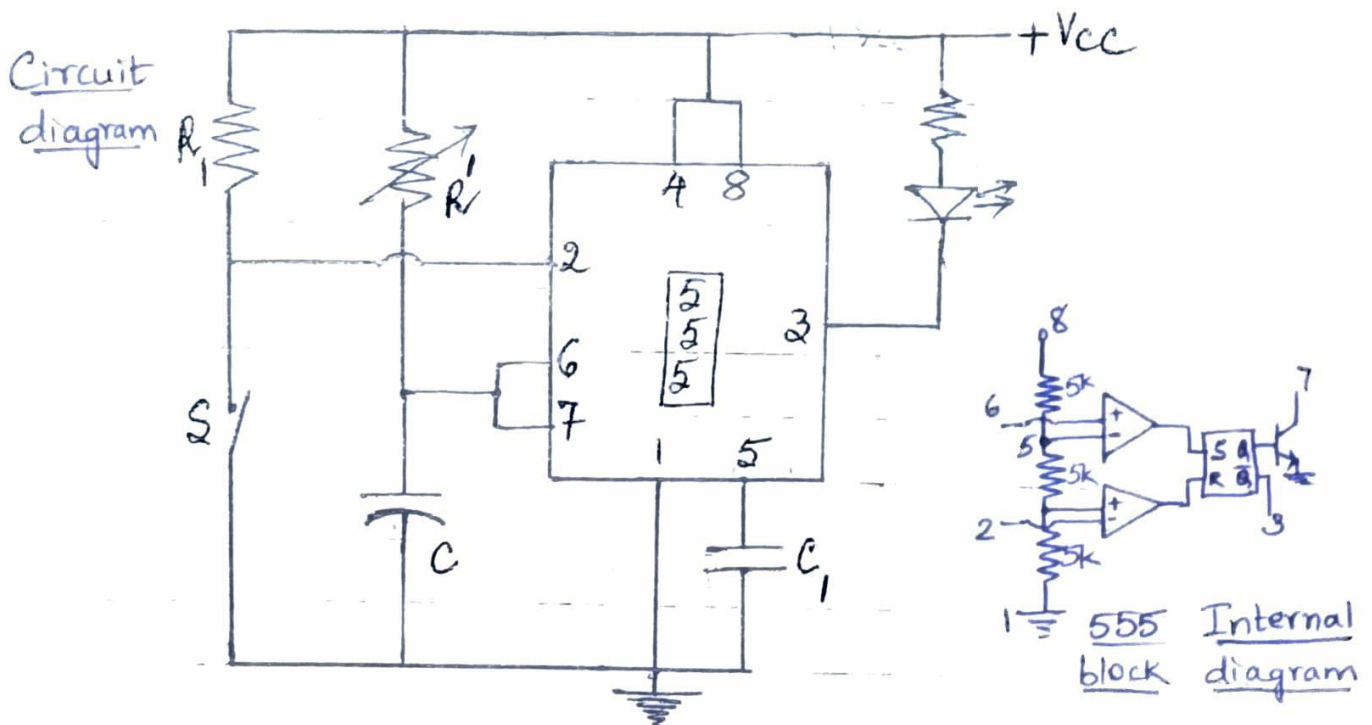 +Vcc
Circuit
diagram
R1
R'
4 8
2
5
5
5
3
6
7
S
1 5
C
C1
8
5k
7
6
+
-
5
S Q
R Q̅
5k
+
-
2
3
5k
1
555 Internal
block diagram